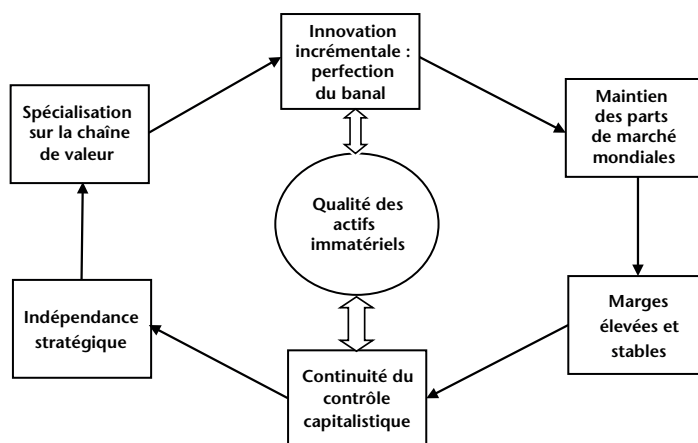 Innovation
incrémentale :
perfection
du banal
Spécialisation
sur la chaîne
de valeur
Maintien
des parts
de marché
mondiales
Qualité des
actifs
immatériels
Indépendance
stratégique
Marges
élevées et
stables
Continuité du
contrôle
capitalistique